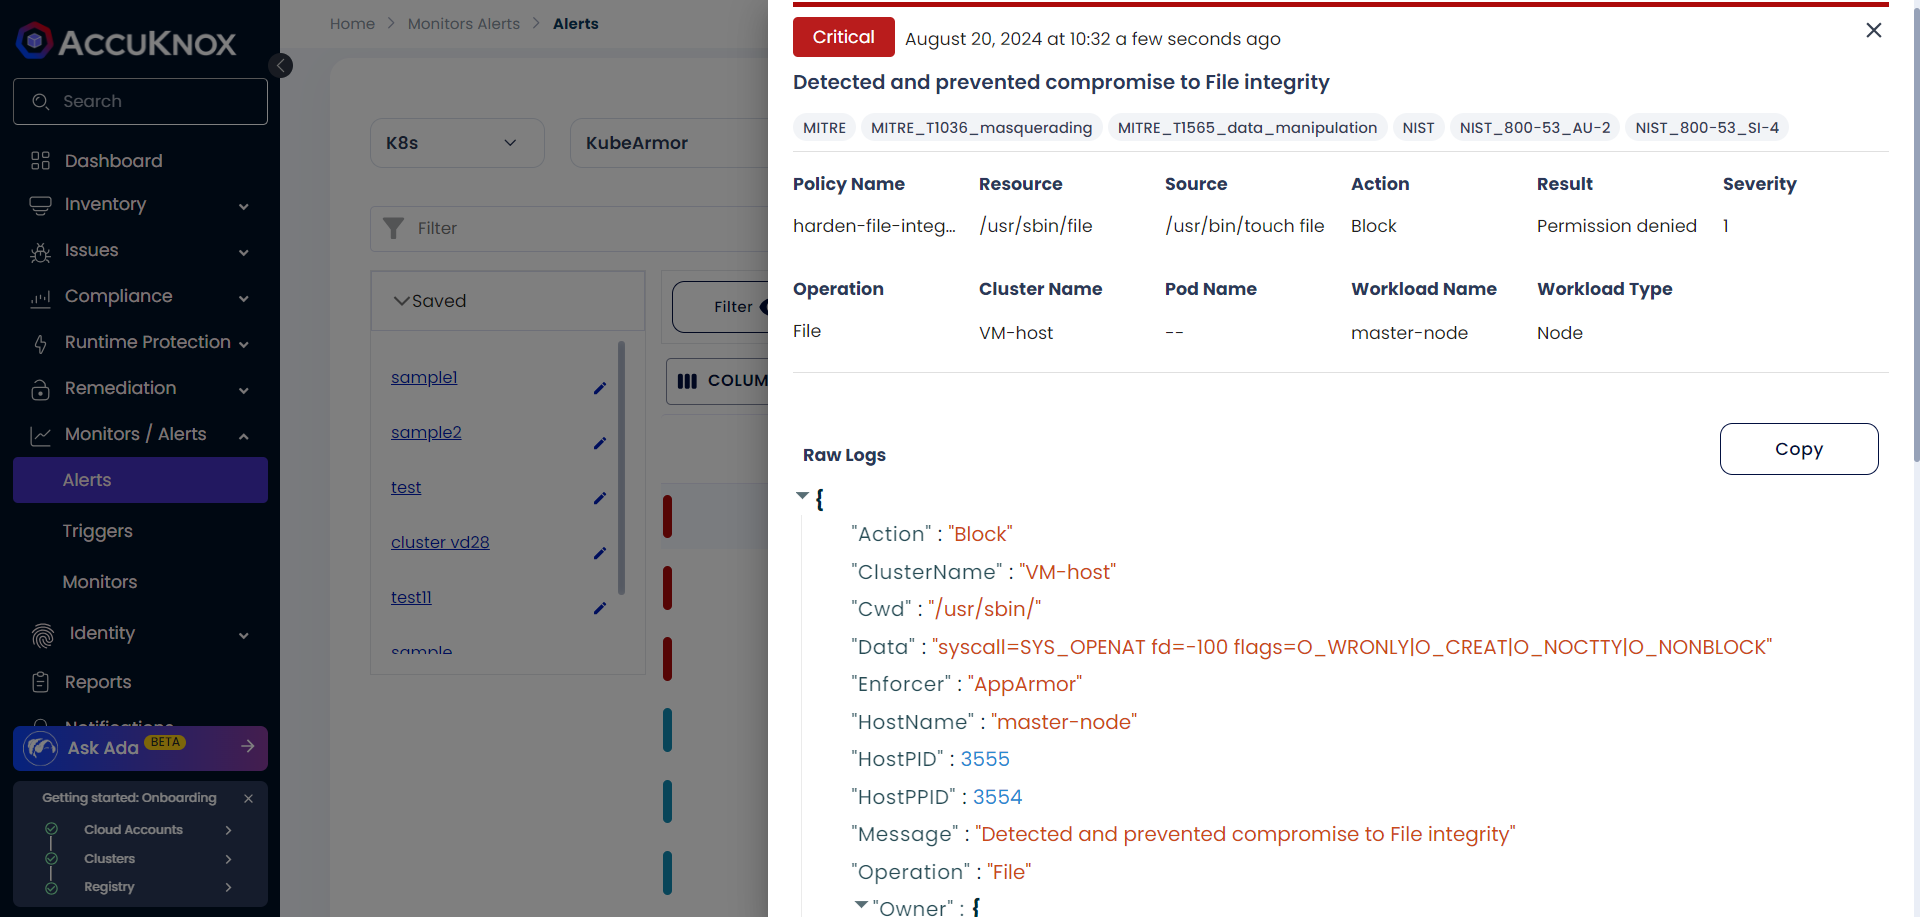 ACCUKNOX
Search
Dashboard
Inventory
Issues
Compliance
Runtime Protection
Remediation
Monitors / Alerts
Alerts
Triggers
Monitors
Identity
Reports
Notifications
Ask Ada BETA
Getting started: Onboarding
Cloud Accounts
Clusters
Registry
Home > Monitors Alerts > Alerts
K8s
KubeArmor
Filter
Saved
sample1
sample2
test
cluster vd28
test11
sample
Filter
COLUM
Critical August 20, 2024 at 10:32 a few seconds ago
Detected and prevented compromise to File integrity
MITRE MITRE_T1036_masquerading MITRE_T1565_data_manipulation NIST NIST_800-53_AU-2 NIST_800-53_SI-4
Policy Name Resource Source Action Result Severity
harden-file-integ... /usr/sbin/file /usr/bin/touch file Block Permission denied 1
Operation Cluster Name Pod Name Workload Name Workload Type
File VM-host -- master-node Node
Raw Logs
Copy
{
"Action" : "Block"
"ClusterName" : "VM-host"
"Cwd" : "/usr/sbin/"
"Data" : "syscall=SYS_OPENAT fd=-100 flags=O_WRONLY|O_CREAT|O_NOCTTY|O_NONBLOCK"
"Enforcer" : "AppArmor"
"HostName" : "master-node"
"HostPID" : 3555
"HostPPID" : 3554
"Message" : "Detected and prevented compromise to File integrity"
"Operation" : "File"
"Owner" : {